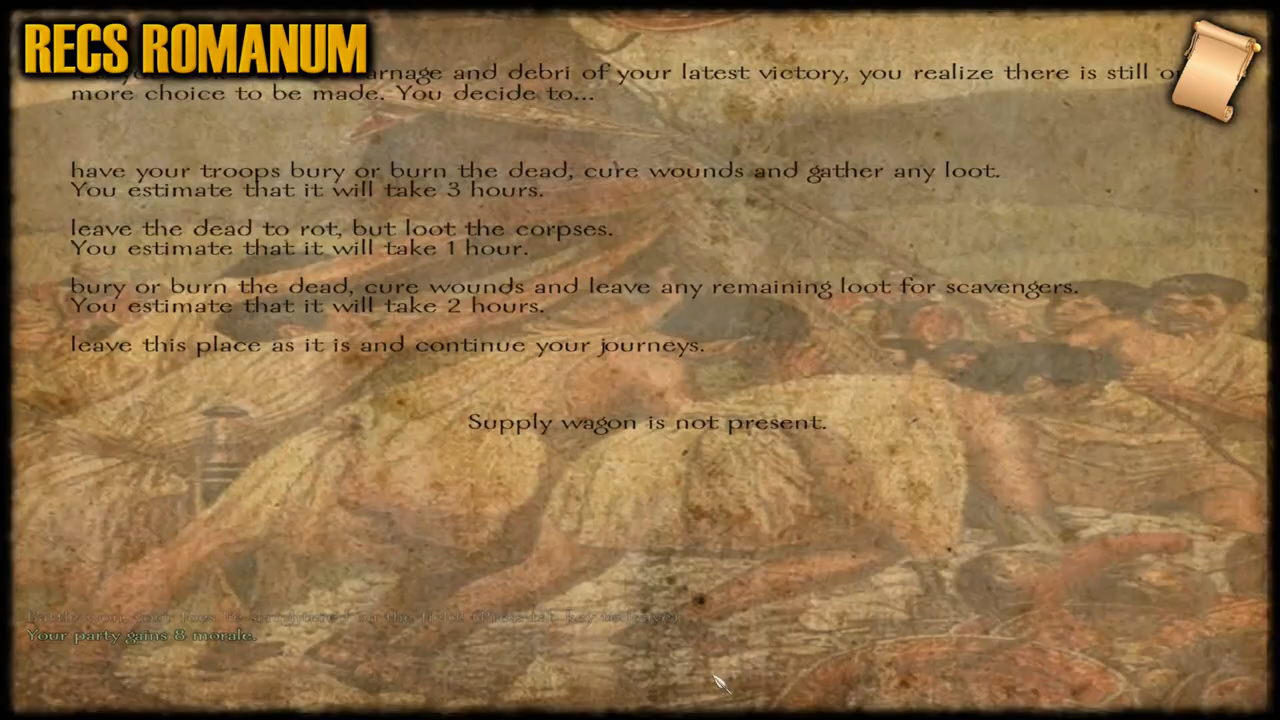 RECS ROMANUM
carnage and debri of your latest victory, you realize there is still
more choice to be made. You decide to...
have your troops bury or burn the dead, cure wounds and gather any loot.
You estimate that it will take 3 hours.
leave the dead to rot, but loot the corpses.
You estimate that it will take 1 hour.
bury or burn the dead, cure wounds and leave any remaining loot for scavengers.
You estimate that it will take 2 hours.
leave this place as it is and continue your journeys.
Supply wagon is not present.
Your party gains 8 morale.